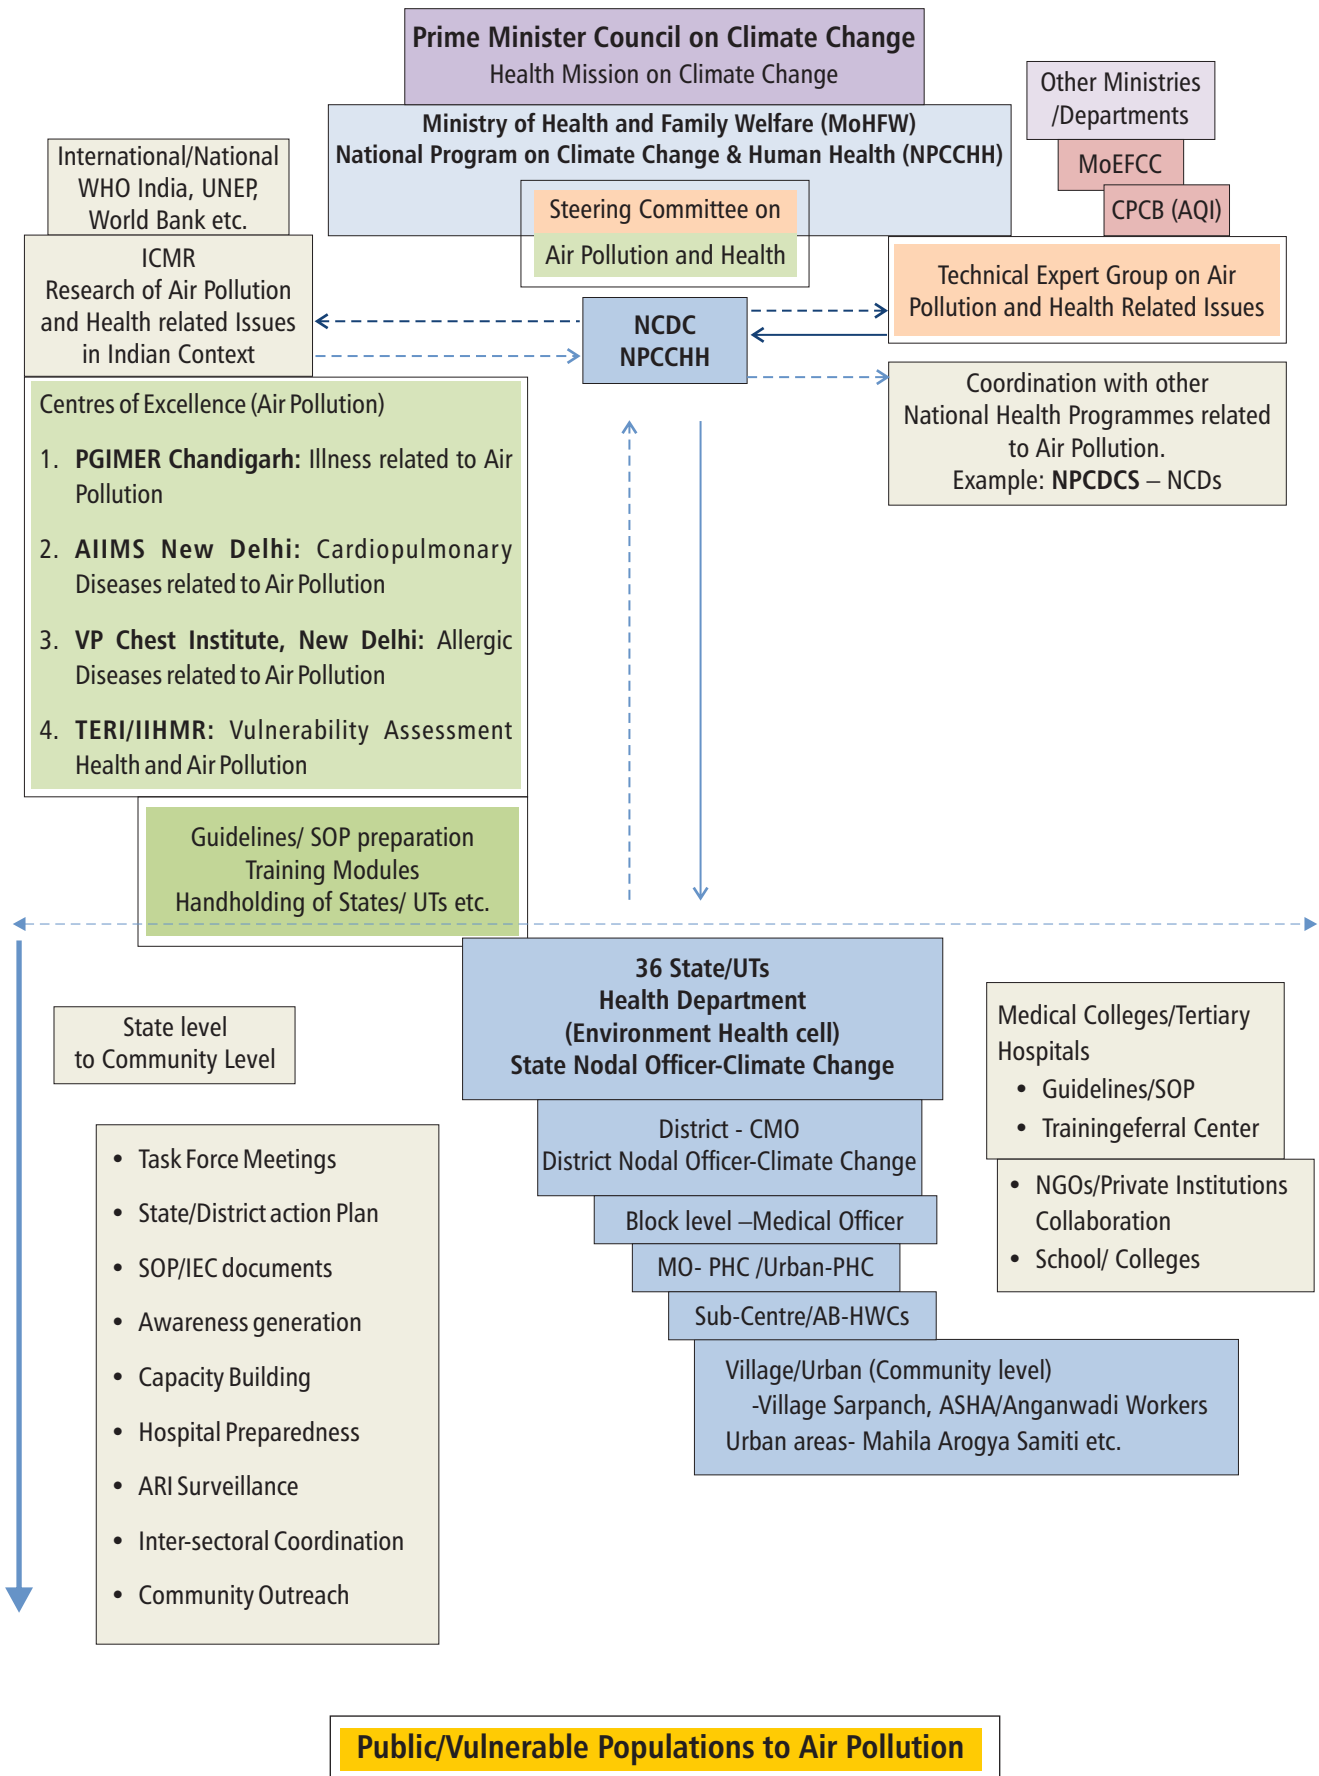 Prime Minister Council on Climate Change
Health Mission on Climate Change
Other Ministries
/Departments
MoEFCC
CPCB (AQI)
Ministry of Health and Family Welfare (MoHFW)
National Program on Climate Change & Human Health (NPCCHH)
Steering Committee on
Air Pollution and Health
International/National
WHO India, UNEP,
World Bank etc.
ICMR
Research of Air Pollution
and Health related Issues
in Indian Context
NCDC
NPCCHH
Technical Expert Group on Air
Pollution and Health Related Issues
Coordination with other
National Health Programmes related
to Air Pollution.
Example: NPCDCS – NCDs
Centres of Excellence (Air Pollution)
1. PGIMER Chandigarh: Illness related to Air
Pollution
2. AIIMS New Delhi: Cardiopulmonary
Diseases related to Air Pollution
3. VP Chest Institute, New Delhi: Allergic
Diseases related to Air Pollution
4. TERI/IIHMR: Vulnerability Assessment
Health and Air Pollution
Guidelines/ SOP preparation
Training Modules
Handholding of States/ UTs etc.
36 State/UTs
Health Department
(Environment Health cell)
State Nodal Officer-Climate Change
State level
to Community Level
Medical Colleges/Tertiary
Hospitals
• Guidelines/SOP
• Trainingeferral Center
• NGOs/Private Institutions
Collaboration
• School/ Colleges
District - CMO
District Nodal Officer-Climate Change
Block level –Medical Officer
MO- PHC /Urban-PHC
Sub-Centre/AB-HWCs
Village/Urban (Community level)
-Village Sarpanch, ASHA/Anganwadi Workers
Urban areas- Mahila Arogya Samiti etc.
• Task Force Meetings
• State/District action Plan
• SOP/IEC documents
• Awareness generation
• Capacity Building
• Hospital Preparedness
• ARI Surveillance
• Inter-sectoral Coordination
• Community Outreach
Public/Vulnerable Populations to Air Pollution